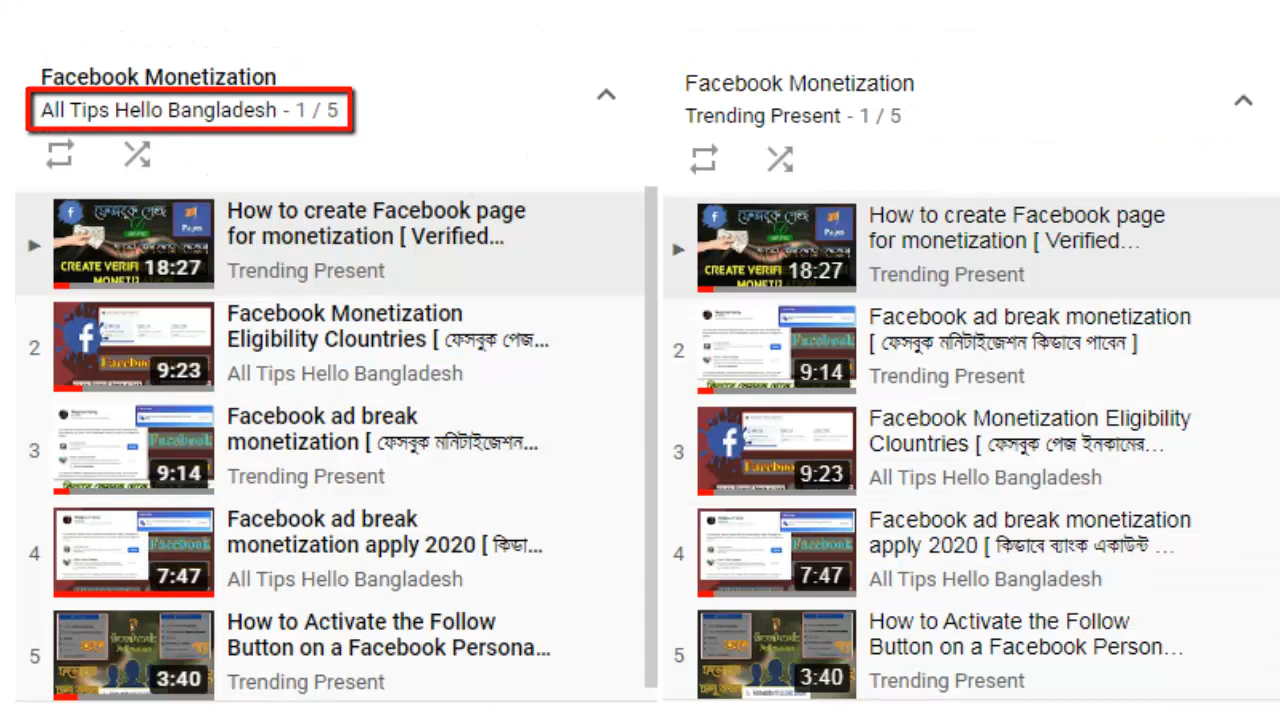 Facebook Monetization
All Tips Hello Bangladesh - 1 / 5
18:27
How to create Facebook page
for monetization [ Verified...
Trending Present
2
9:23
Facebook Monetization
Eligibility Clountries [ ফেসবুক পেজ...
All Tips Hello Bangladesh
3
9:14
Facebook ad break
monetization [ ফেসবুক মনিটাইজেশন...
Trending Present
4
7:47
Facebook ad break
monetization apply 2020 [ কিভা...
All Tips Hello Bangladesh
5
3:40
How to Activate the Follow
Button on a Facebook Persona...
Trending Present
Facebook Monetization
Trending Present - 1 / 5
18:27
How to create Facebook page
for monetization [ Verified...
Trending Present
2
9:14
Facebook ad break monetization
[ ফেসবুক মনিটাইজেশন কিভাবে পাবেন ]
Trending Present
3
9:23
Facebook Monetization Eligibility
Clountries [ ফেসবুক পেজ ইনকামের...
All Tips Hello Bangladesh
4
7:47
Facebook ad break monetization
apply 2020 [ কিভাবে ব্যাংক একাউন্ট ...
All Tips Hello Bangladesh
5
3:40
How to Activate the Follow
Button on a Facebook Person...
Trending Present